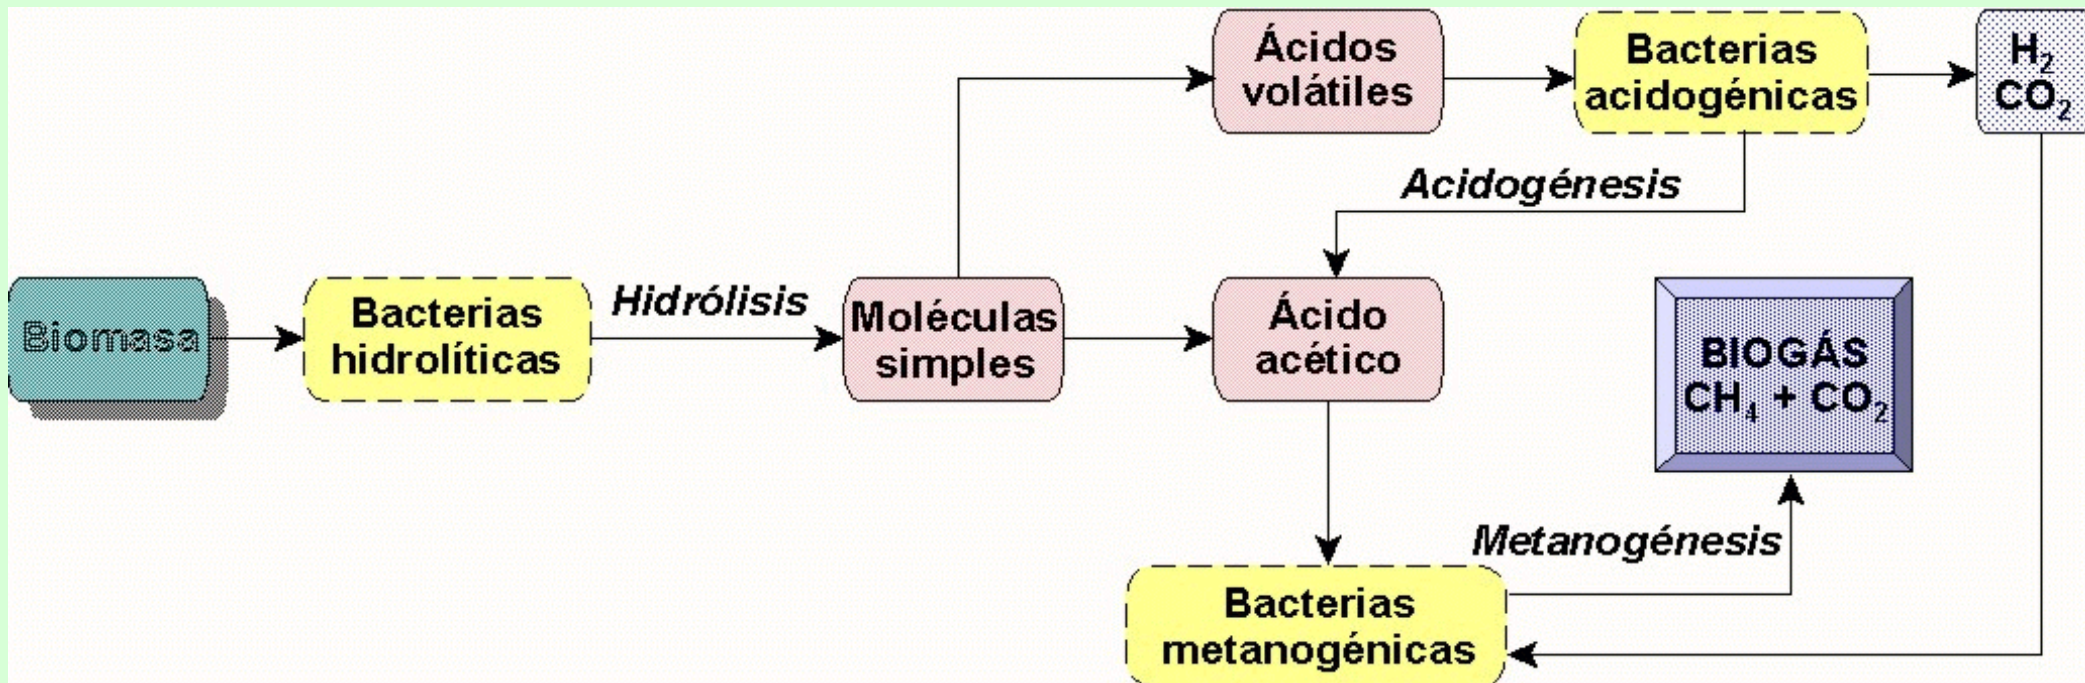 Ácidos
volátiles
Bacterias
acidogénicas
H₂
CO₂
Acidogénesis
Biomasa
Bacterias
hidrolíticas
Hidrólisis
Moléculas
simples
Ácido
acético
BIOGÁS
CH₄ + CO₂
Metanogénesis
Bacterias
metanogénicas